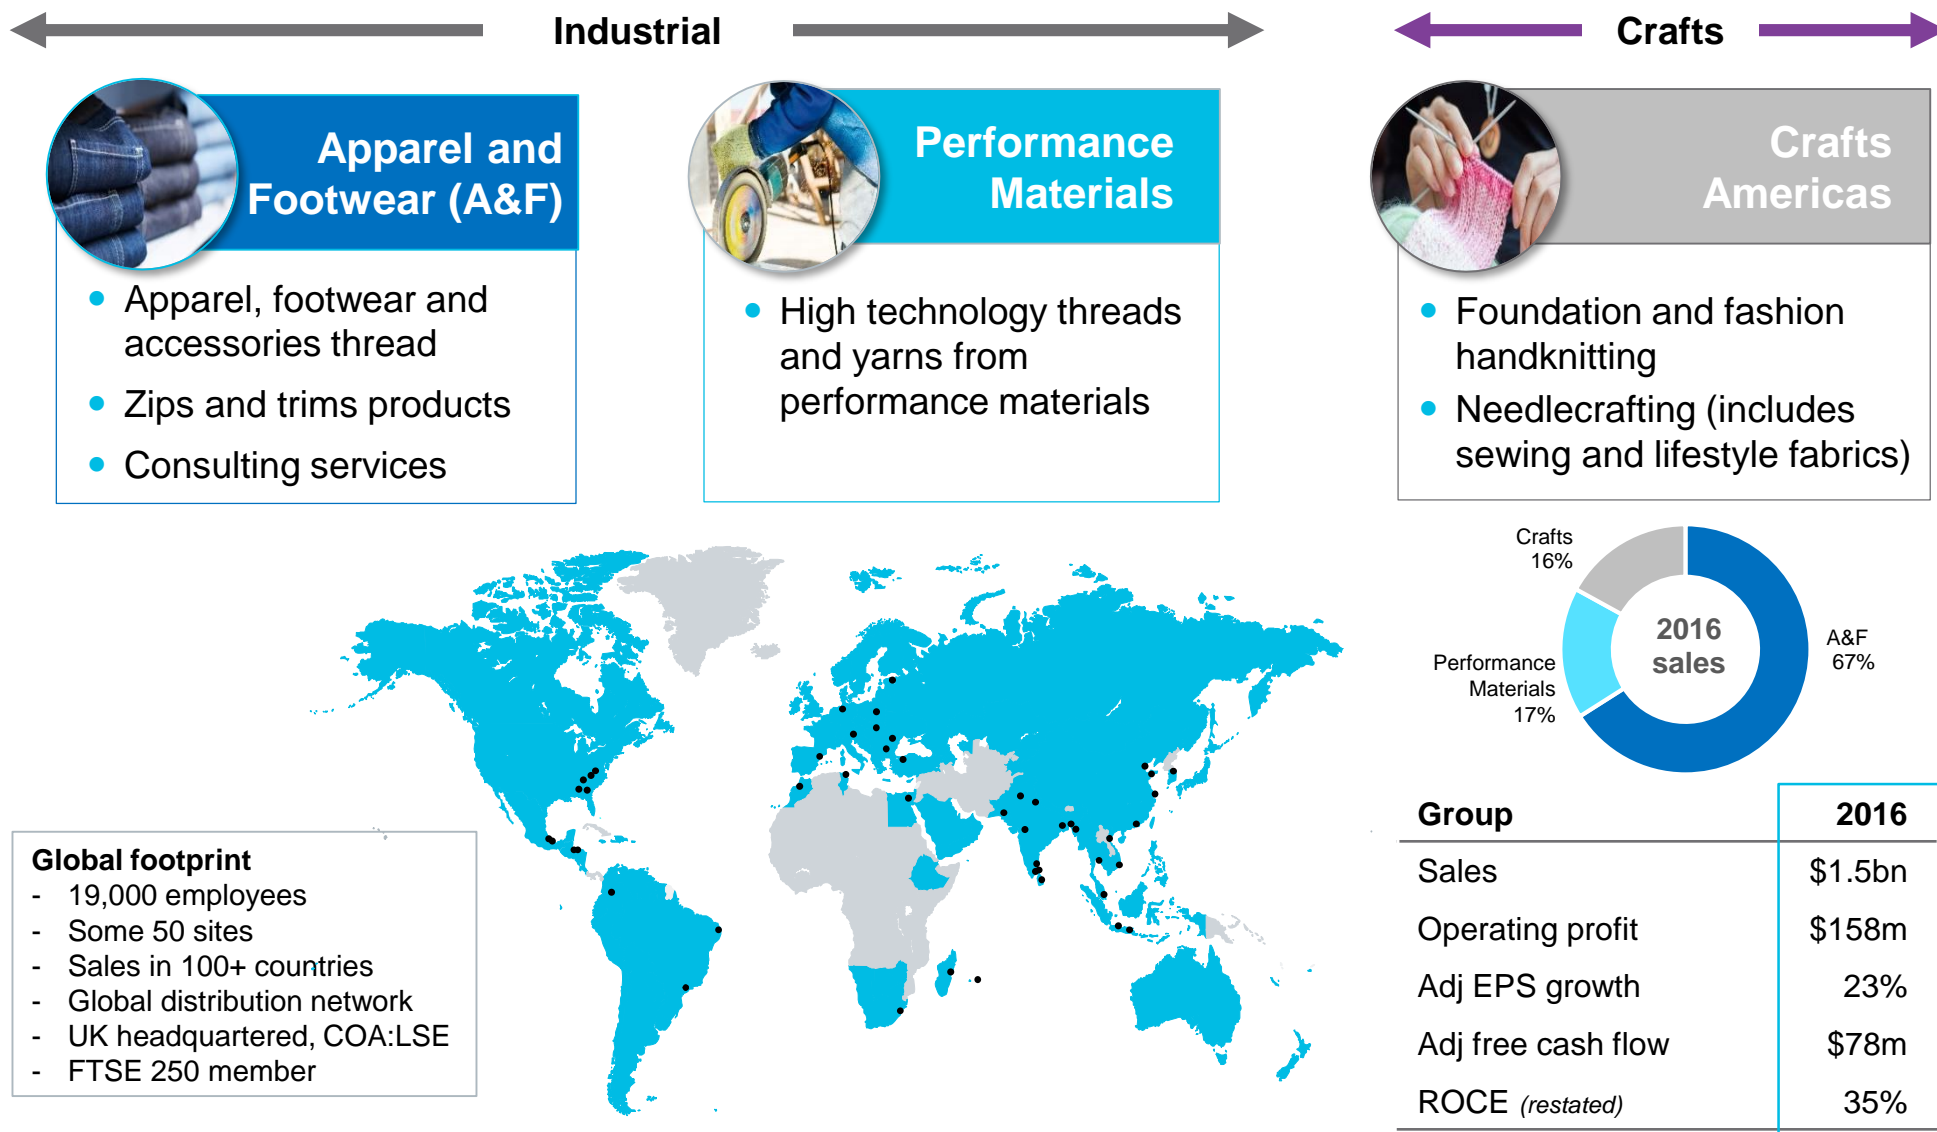 Industrial
Crafts
Apparel and
Footwear (A&F)
• Apparel, footwear and
accessories thread
• Zips and trims products
• Consulting services
Performance
Materials
• High technology threads
and yarns from
performance materials
Crafts
Americas
• Foundation and fashion
handknitting
• Needlecrafting (includes
sewing and lifestyle fabrics)
Crafts
16%
2016
sales
A&F
67%
Performance
Materials
17%
Global footprint
- 19,000 employees
- Some 50 sites
- Sales in 100+ countries
- Global distribution network
- UK headquartered, COA:LSE
- FTSE 250 member
Group 2016
Sales $1.5bn
Operating profit $158m
Adj EPS growth 23%
Adj free cash flow $78m
ROCE (restated) 35%